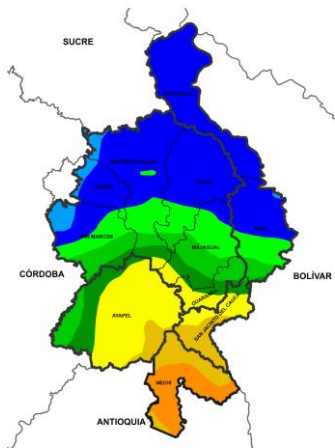 SUCRE
SAN MARCOS
MAJAGUAL
CÓRDOBA
BOLÍVAR
GUARANDA
SAN JACINTO DEL CAUCA
AYAPEL
NECHÍ
ANTIOQUIA